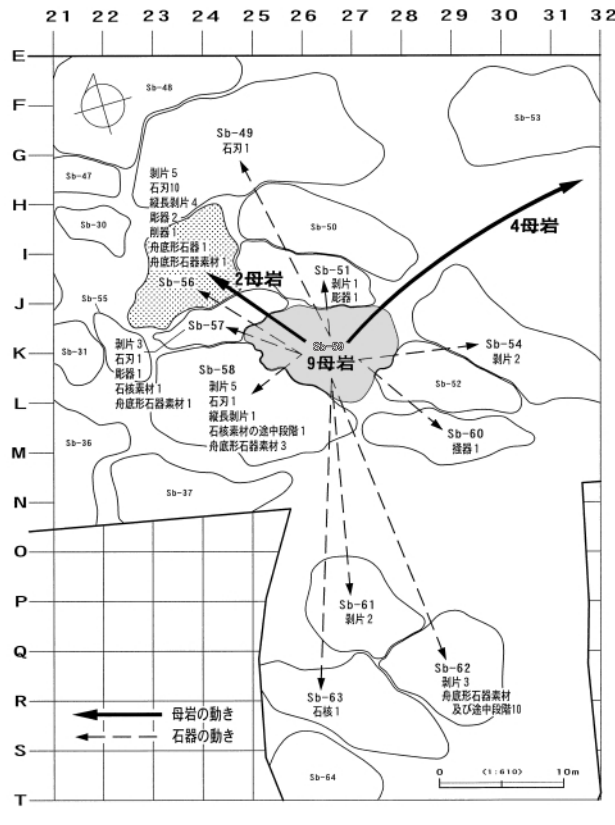 21 22 23 24 25 26 27 28 29 30 31 32
E
F
G
H
I
J
K
L
M
N
O
P
Q
R
S
T
Sb-48
Sb-53
Sb-49
石刃1
Sb-47
剥片5
石刃10
縦長剥片4
彫器2
削器1
舟底形石器1
舟底形石器素材1
Sb-30
Sb-50
4母岩
2母岩
Sb-51
剥片1
彫器1
Sb-56
Sb-55
Sb-57
Sb-59
9母岩
Sb-54
剥片2
Sb-31
剥片3
石刃1
彫器1
石核素材1
舟底形石器素材1
Sb-58
剥片5
石刃1
縦長剥片1
石核素材の途中段階1
舟底形石器素材3
Sb-52
Sb-60
掻器1
Sb-36
Sb-37
Sb-61
剥片2
Sb-62
剥片3
舟底形石器素材
及び途中段階10
Sb-63
石核1
母岩の動き
石器の動き
Sb-64
0 (1:610) 10m